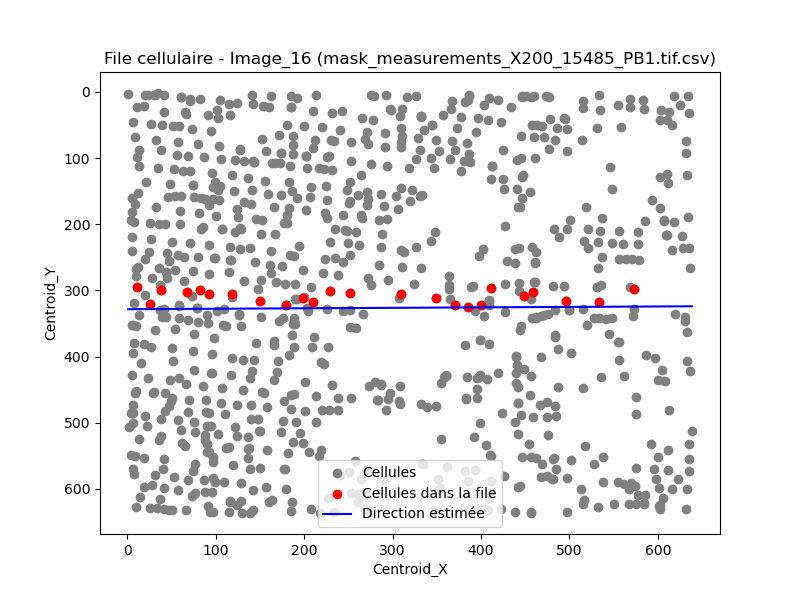 File cellulaire - Image_16 (mask_measurements_X200_15485_PB1.tif.csv)
0
100
200
300
400
500
600
Centroid_Y
Cellules
Cellules dans la file
Direction estimée
0 100 200 300 400 500 600
Centroid_X